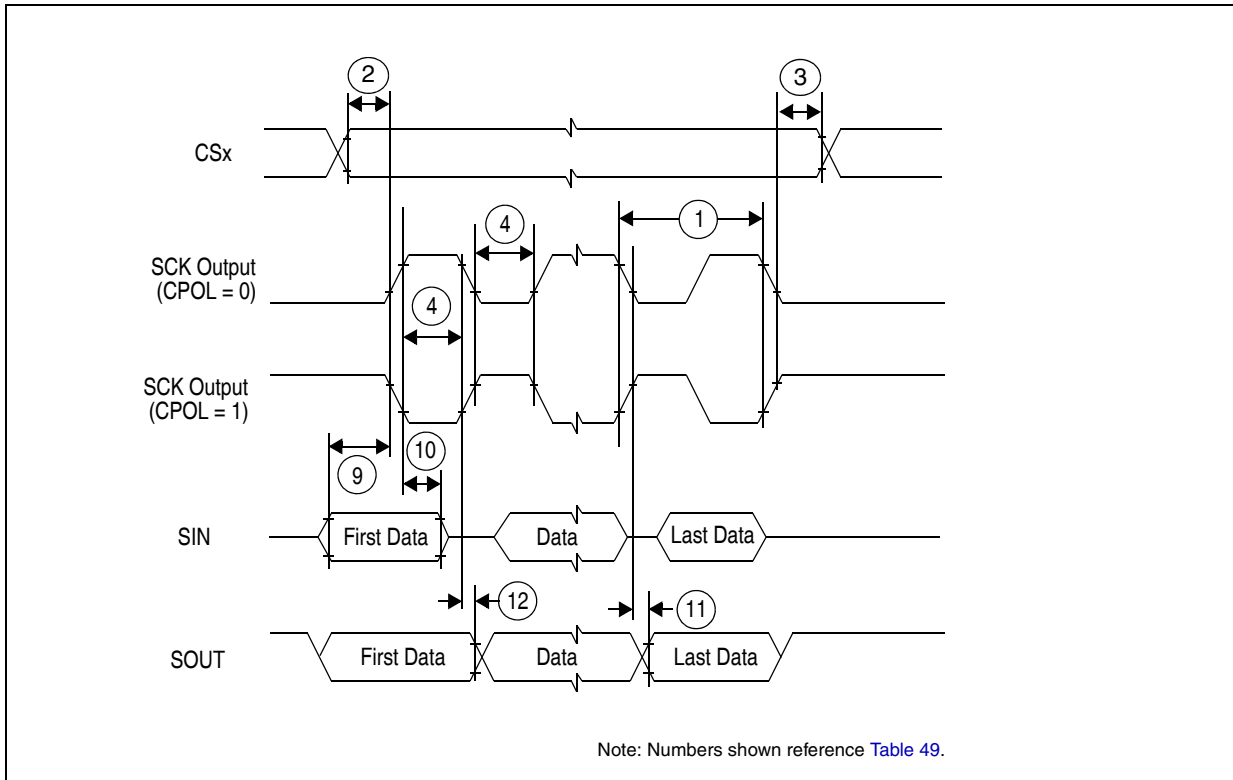 2
3
CSx
1
4
SCK Output
(CPOL = 0)
4
SCK Output
(CPOL = 1)
10
9
SIN
First Data
Data
Last Data
12
11
SOUT
First Data
Data
Last Data
Note: Numbers shown reference Table 49.